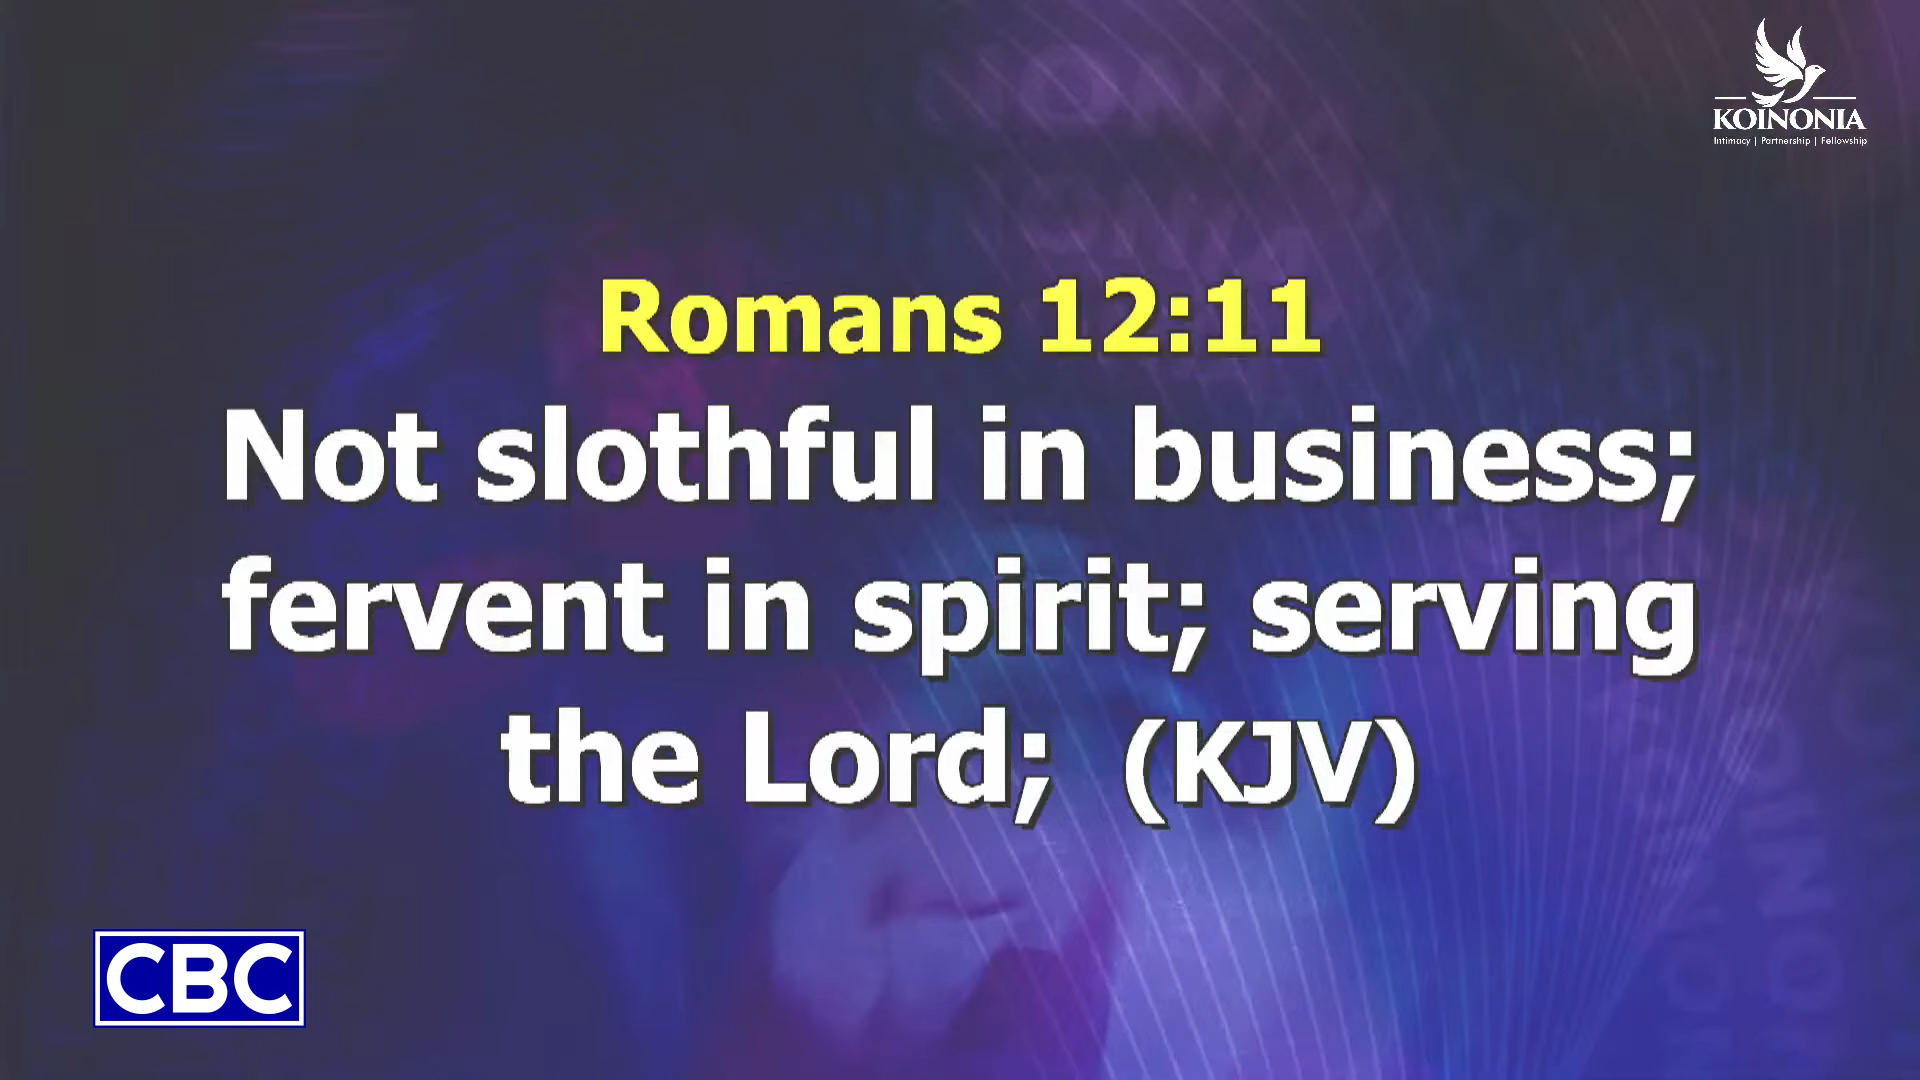 KOINONIA
Intimacy | Partnership | Fellowship
Romans 12:11
Not slothful in business;
fervent in spirit; serving
the Lord; (KJV)
CBC